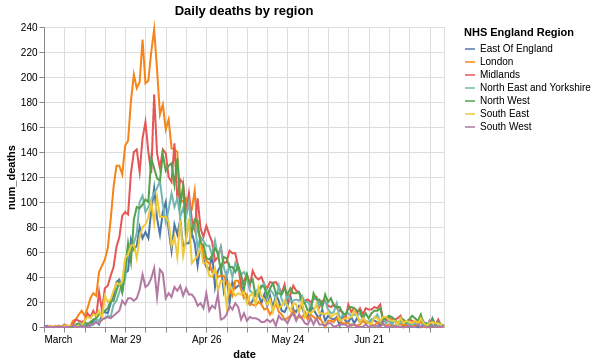 Daily deaths by region
NHS England Region
East Of England
London
Midlands
North East and Yorkshire
North West
South East
South West
num_deaths
240
220
200
180
160
140
120
100
80
60
40
20
0
March
Mar 29
Apr 26
May 24
Jun 21
date